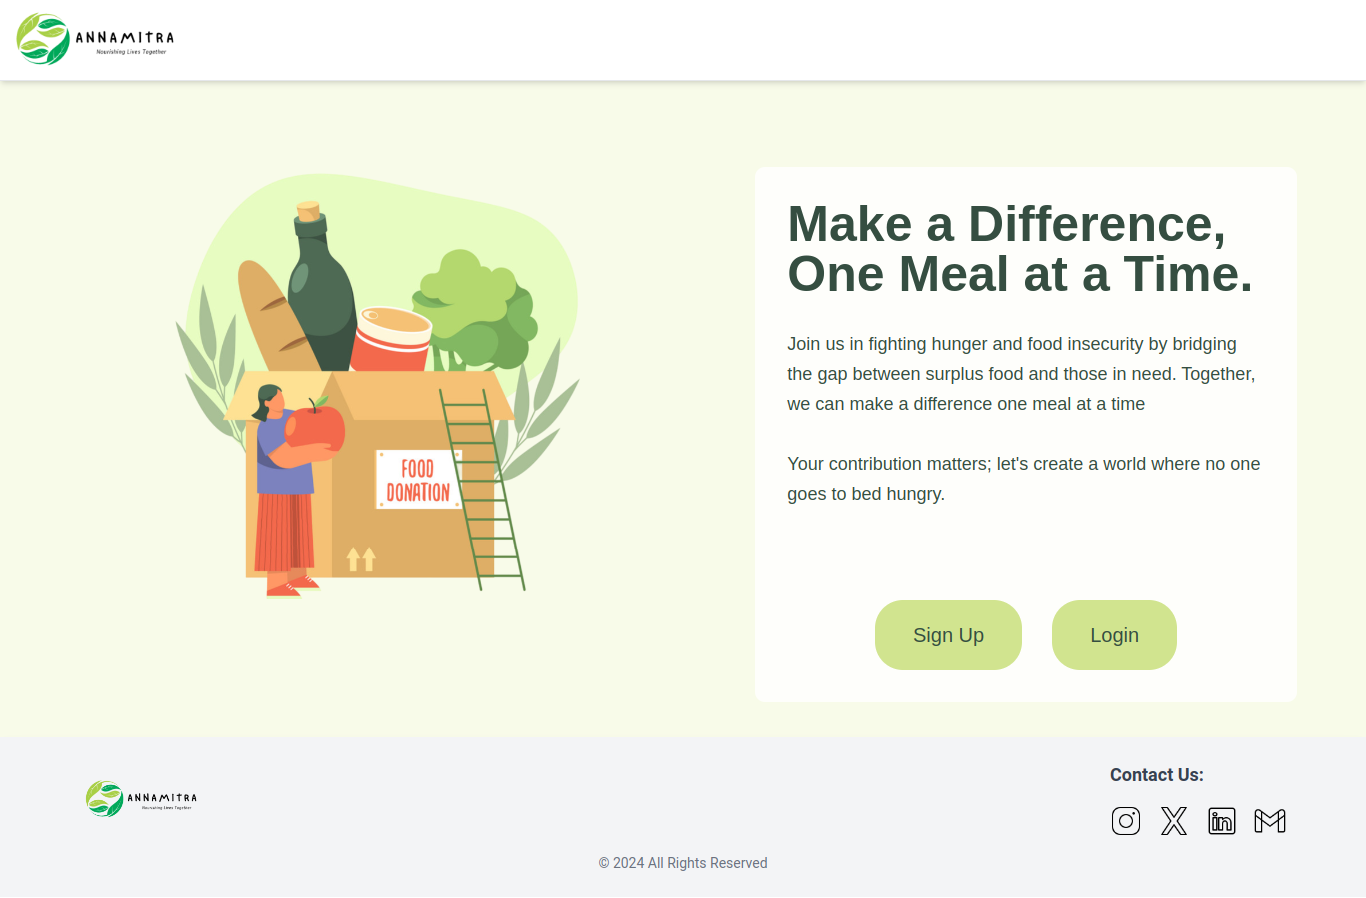 ANNAMITRA
Nourishing Lives Together
Make a Difference,
One Meal at a Time.
Join us in fighting hunger and food insecurity by bridging
the gap between surplus food and those in need. Together,
we can make a difference one meal at a time
Your contribution matters; let's create a world where no one
goes to bed hungry.
FOOD
DONATION
Sign Up
Login
ANNAMITRA
Nourishing Lives Together
Contact Us:
© 2024 All Rights Reserved